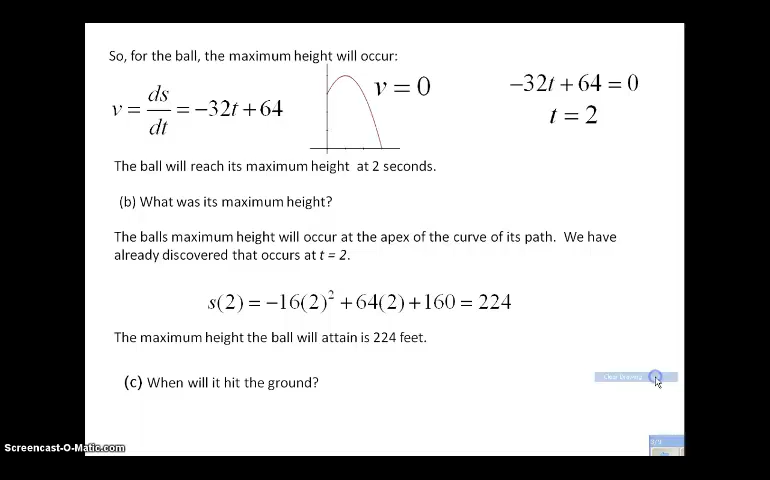 So, for the ball, the maximum height will occur:
v = ds/dt = −32t + 64
v = 0
−32t + 64 = 0
t = 2
The ball will reach its maximum height at 2 seconds.
(b) What was its maximum height?
The balls maximum height will occur at the apex of the curve of its path. We have
already discovered that occurs at t = 2.
s(2) = −16(2)² + 64(2) + 160 = 224
The maximum height the ball will attain is 224 feet.
(c) When will it hit the ground?
Clear Drawing
Screencast-O-Matic.com